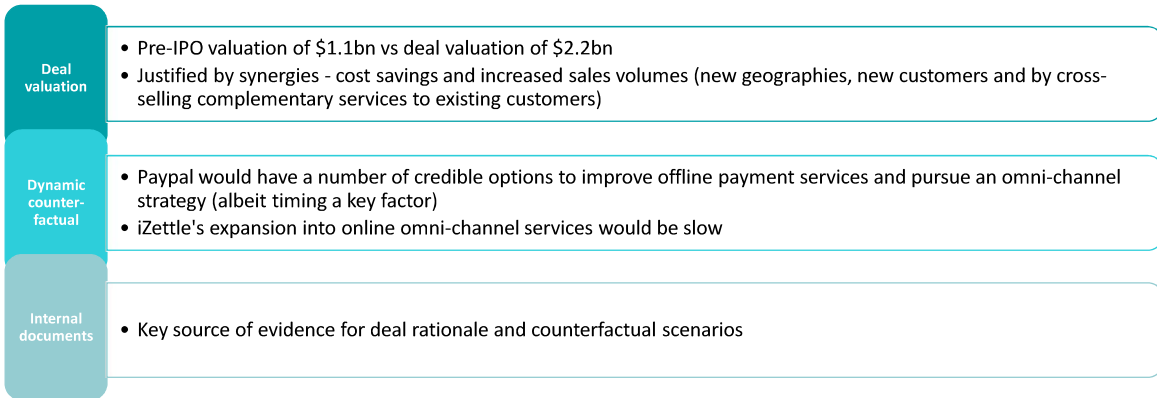 Deal
valuation
• Pre-IPO valuation of $1.1bn vs deal valuation of $2.2bn
• Justified by synergies - cost savings and increased sales volumes (new geographies, new customers and by cross-
selling complementary services to existing customers)
Dynamic
counter-
factual
• Paypal would have a number of credible options to improve offline payment services and pursue an omni-channel
strategy (albeit timing a key factor)
• iZettle's expansion into online omni-channel services would be slow
Internal
documents
• Key source of evidence for deal rationale and counterfactual scenarios